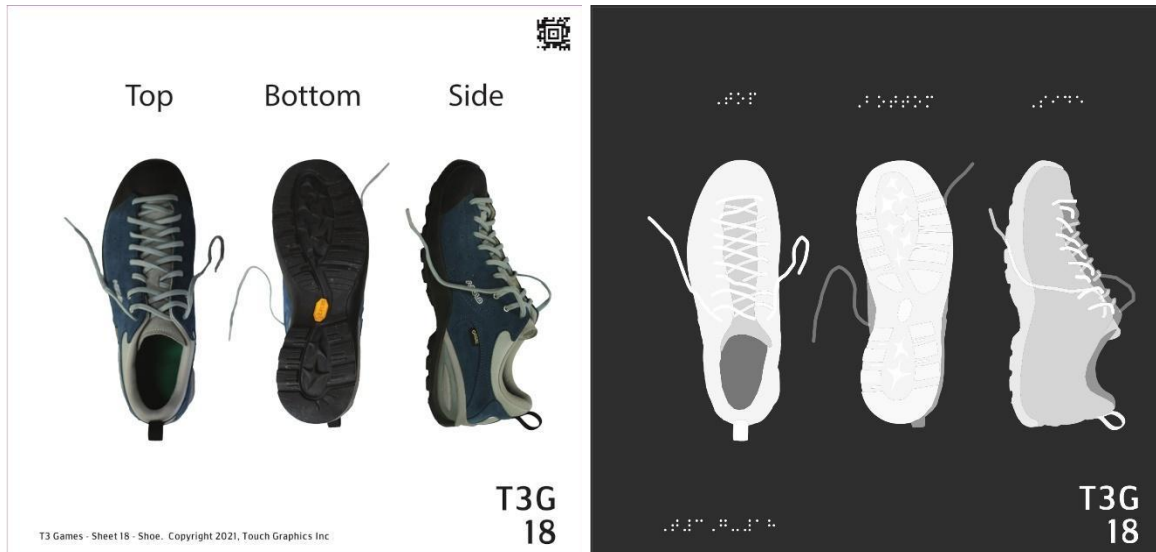 Top Bottom Side
T3G
18
T3 Games - Sheet 18 - Shoe. Copyright 2021, Touch Graphics Inc
⠠⠞⠕⠏ ⠠⠃⠕⠞⠞⠕⠍ ⠠⠎⠊⠙⠑
T3G
18
⠠⠞⠼⠉⠠⠛⠤⠼⠁⠓